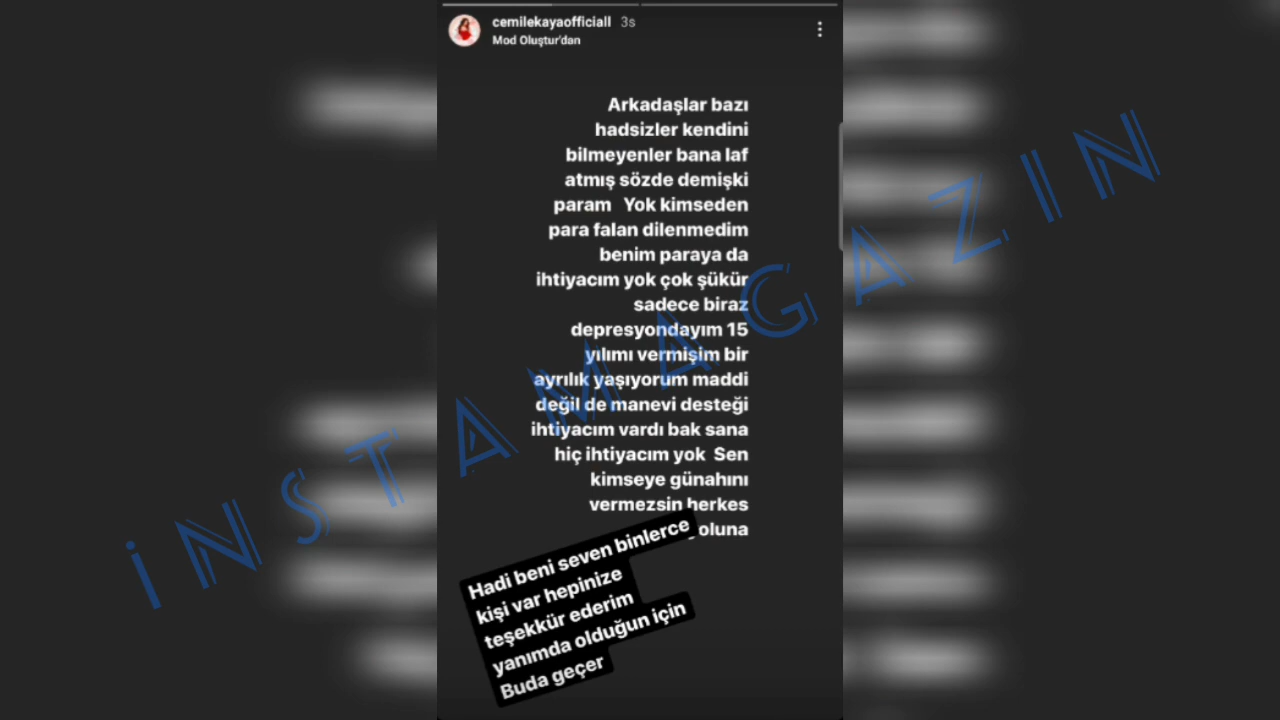 cemilekayaofficiall 3s
Mod Oluştur'dan
Arkadaşlar bazı
hadsizler kendini
bilmeyenler bana laf
atmış sözde demişki
param Yok kimseden
para falan dilenmedim
benim paraya da
ihtiyacım yok çok şükür
sadece biraz
depresyondayım 15
yılımı vermişim bir
ayrılık yaşıyorum maddi
değil de manevi desteği
ihtiyacım vardı bak sana
hiç ihtiyacım yok Sen
kimseye günahını
vermezsin herkes
yoluna
Hadi beni seven binlerce
kişi var hepinize
teşekkür ederim
yanımda olduğun için
Buda geçer
İNSTAMAGAZIN